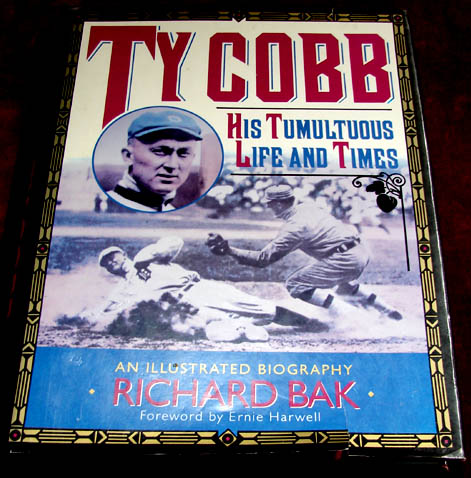 TY COBB
HIS TUMULTUOUS
LIFE AND TIMES
AN ILLUSTRATED BIOGRAPHY
RICHARD BAK
Foreword by Ernie Harwell